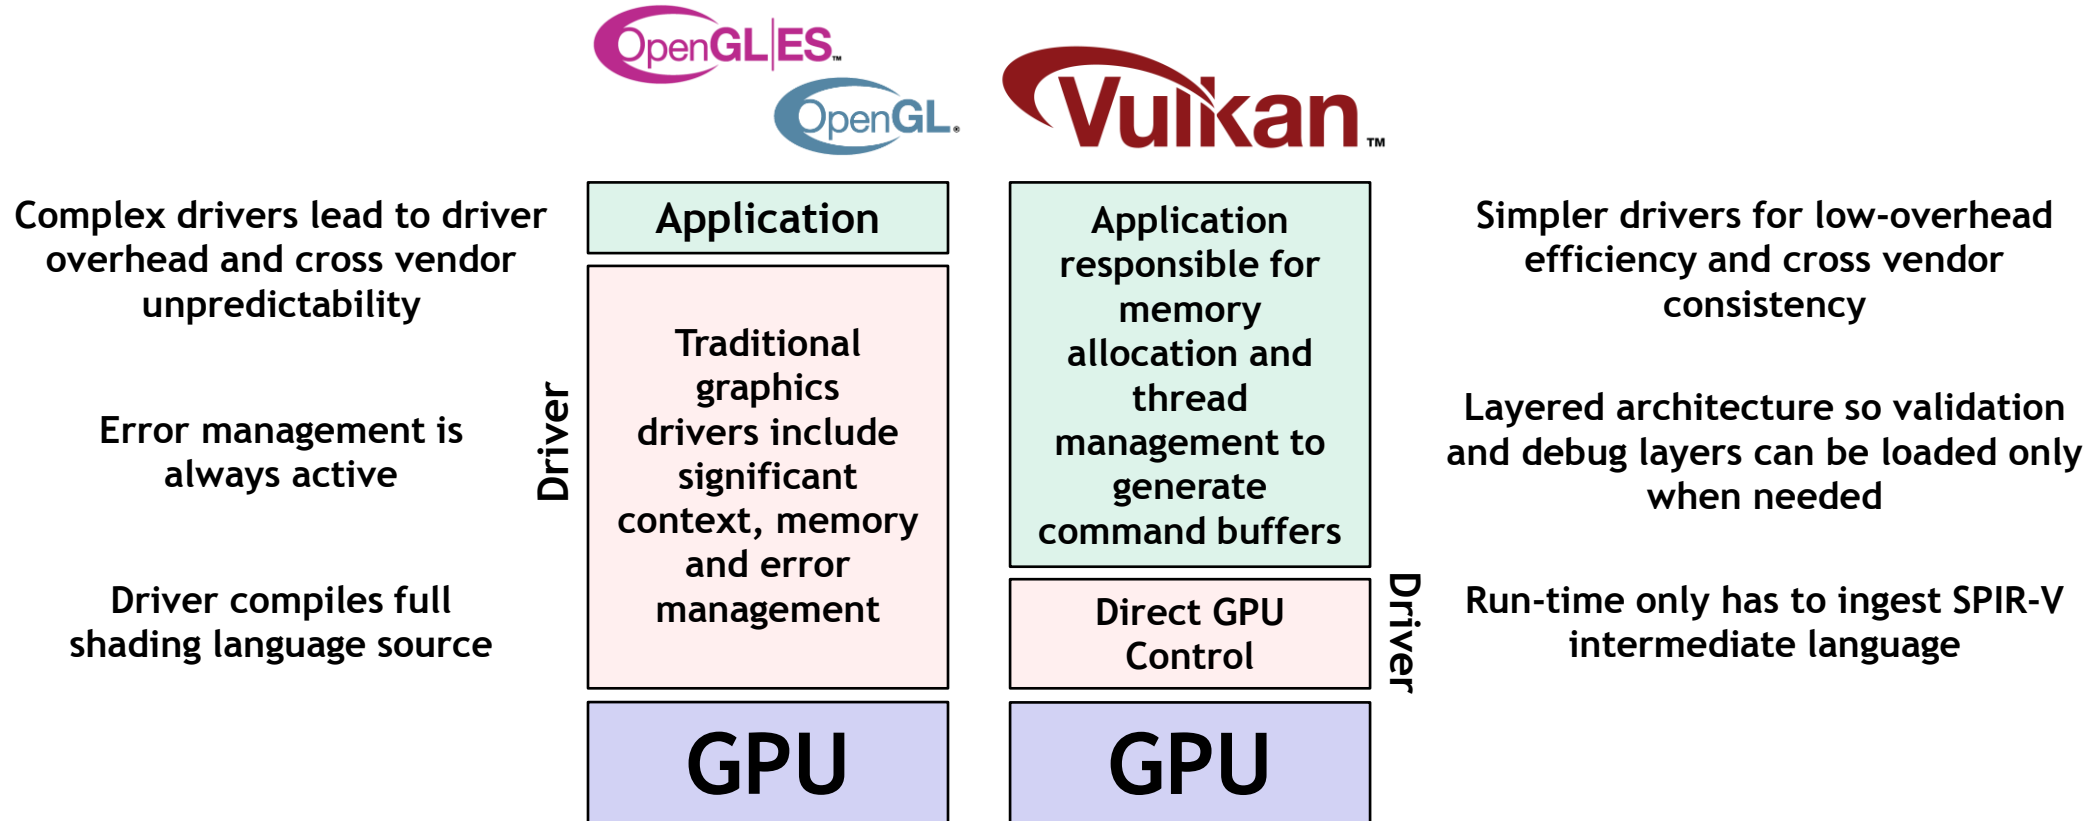 OpenGL|ES™
OpenGL®
Vulkan™
Complex drivers lead to driver
overhead and cross vendor
unpredictability
Error management is
always active
Driver compiles full
shading language source
Driver
Application
Traditional
graphics
drivers include
significant
context, memory
and error
management
GPU
Application
responsible for
memory
allocation and
thread
management to
generate
command buffers
Direct GPU
Control
GPU
Driver
Simpler drivers for low-overhead
efficiency and cross vendor
consistency
Layered architecture so validation
and debug layers can be loaded only
when needed
Run-time only has to ingest SPIR-V
intermediate language